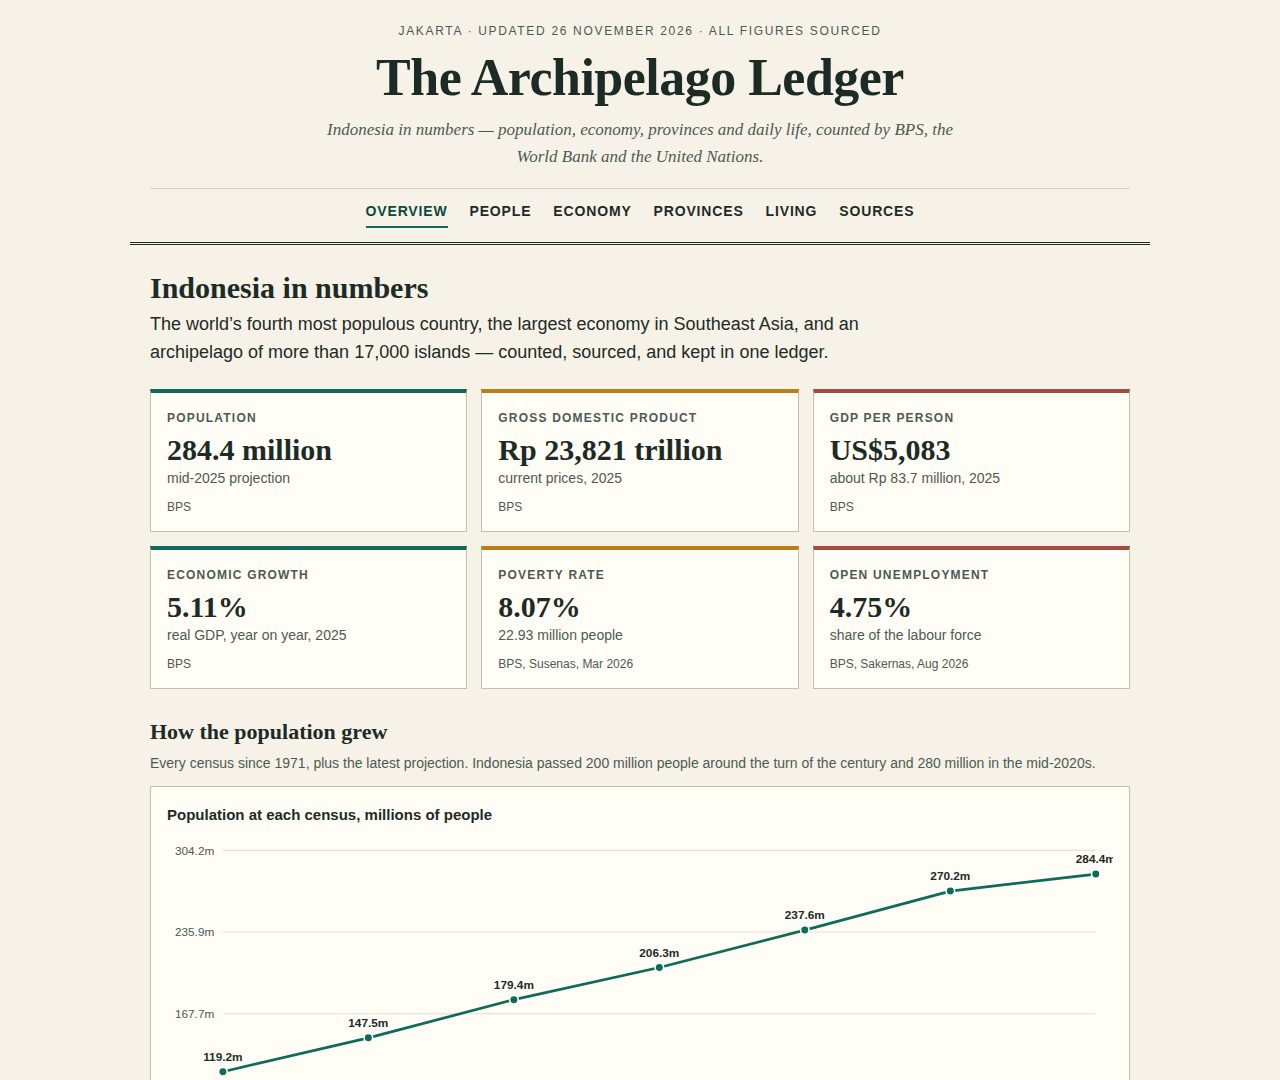 JAKARTA · UPDATED 26 NOVEMBER 2026 · ALL FIGURES SOURCED
The Archipelago Ledger
Indonesia in numbers — population, economy, provinces and daily life, counted by BPS, the
World Bank and the United Nations.
OVERVIEW PEOPLE ECONOMY PROVINCES LIVING SOURCES
Indonesia in numbers
The world’s fourth most populous country, the largest economy in Southeast Asia, and an
archipelago of more than 17,000 islands — counted, sourced, and kept in one ledger.
POPULATION
284.4 million
mid-2025 projection
BPS
GROSS DOMESTIC PRODUCT
Rp 23,821 trillion
current prices, 2025
BPS
GDP PER PERSON
US$5,083
about Rp 83.7 million, 2025
BPS
ECONOMIC GROWTH
5.11%
real GDP, year on year, 2025
BPS
POVERTY RATE
8.07%
22.93 million people
BPS, Susenas, Mar 2026
OPEN UNEMPLOYMENT
4.75%
share of the labour force
BPS, Sakernas, Aug 2026
How the population grew
Every census since 1971, plus the latest projection. Indonesia passed 200 million people around the turn of the century and 280 million in the mid-2020s.
Population at each census, millions of people
304.2m
284.4m
270.2m
237.6m
235.9m
206.3m
179.4m
167.7m
147.5m
119.2m